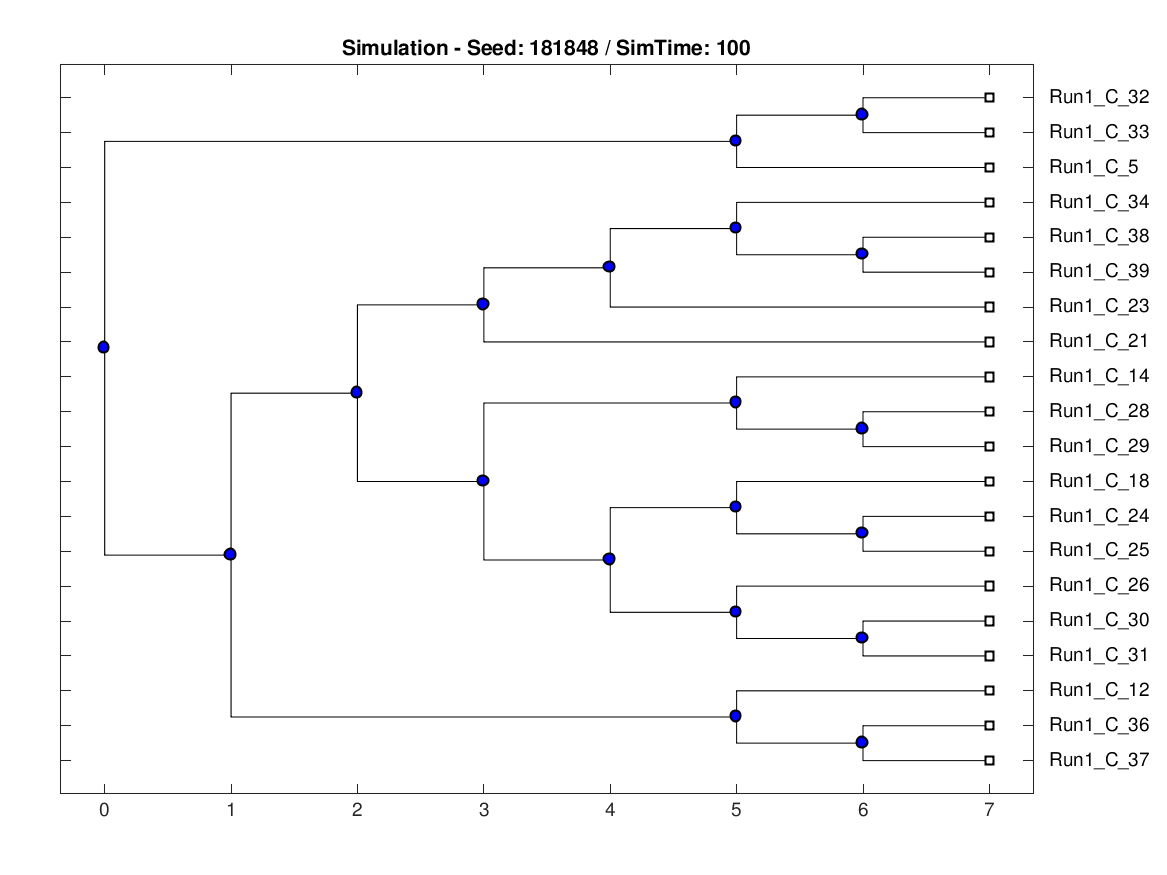 Simulation - Seed: 181848 / SimTime: 100
Run1_C_32
Run1_C_33
Run1_C_5
Run1_C_34
Run1_C_38
Run1_C_39
Run1_C_23
Run1_C_21
Run1_C_14
Run1_C_28
Run1_C_29
Run1_C_18
Run1_C_24
Run1_C_25
Run1_C_26
Run1_C_30
Run1_C_31
Run1_C_12
Run1_C_36
Run1_C_37
0 1 2 3 4 5 6 7